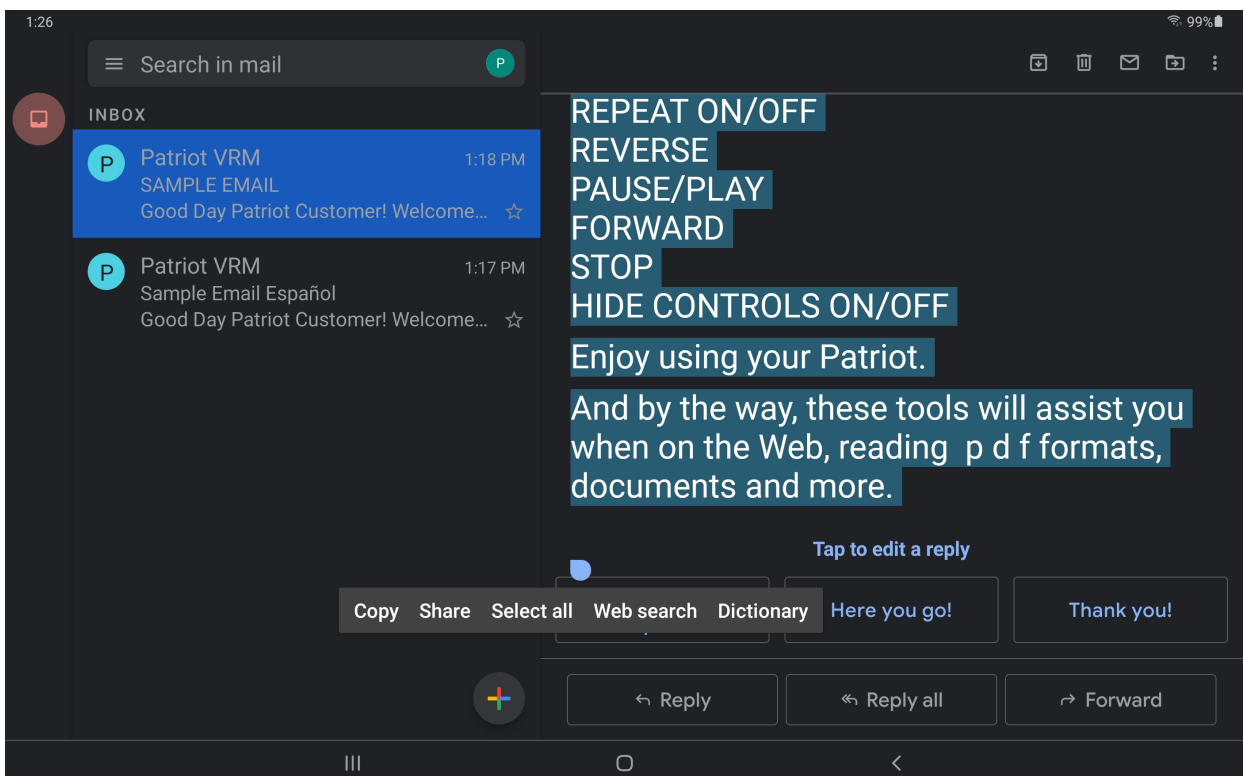 1:26
99%
Search in mail
P
INBOX
P
Patriot VRM
1:18 PM
SAMPLE EMAIL
Good Day Patriot Customer! Welcome...
P
Patriot VRM
1:17 PM
Sample Email Español
Good Day Patriot Customer! Welcome...
REPEAT ON/OFF
REVERSE
PAUSE/PLAY
FORWARD
STOP
HIDE CONTROLS ON/OFF
Enjoy using your Patriot.
And by the way, these tools will assist you
when on the Web, reading  p d f formats,
documents and more.
Tap to edit a reply
Copy Share Select all Web search Dictionary
Here you go!
Thank you!
Reply
Reply all
Forward